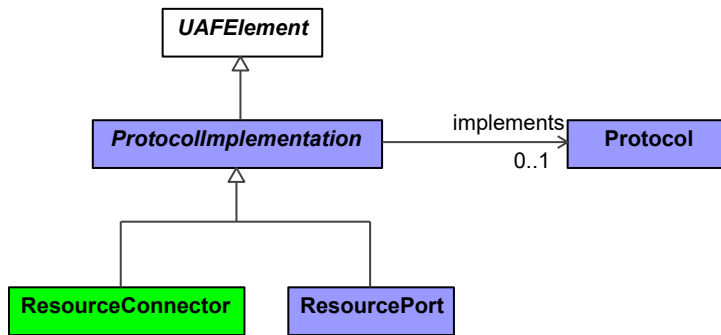 UAFElement
ProtocolImplementation
implements
0..1
Protocol
ResourceConnector
ResourcePort